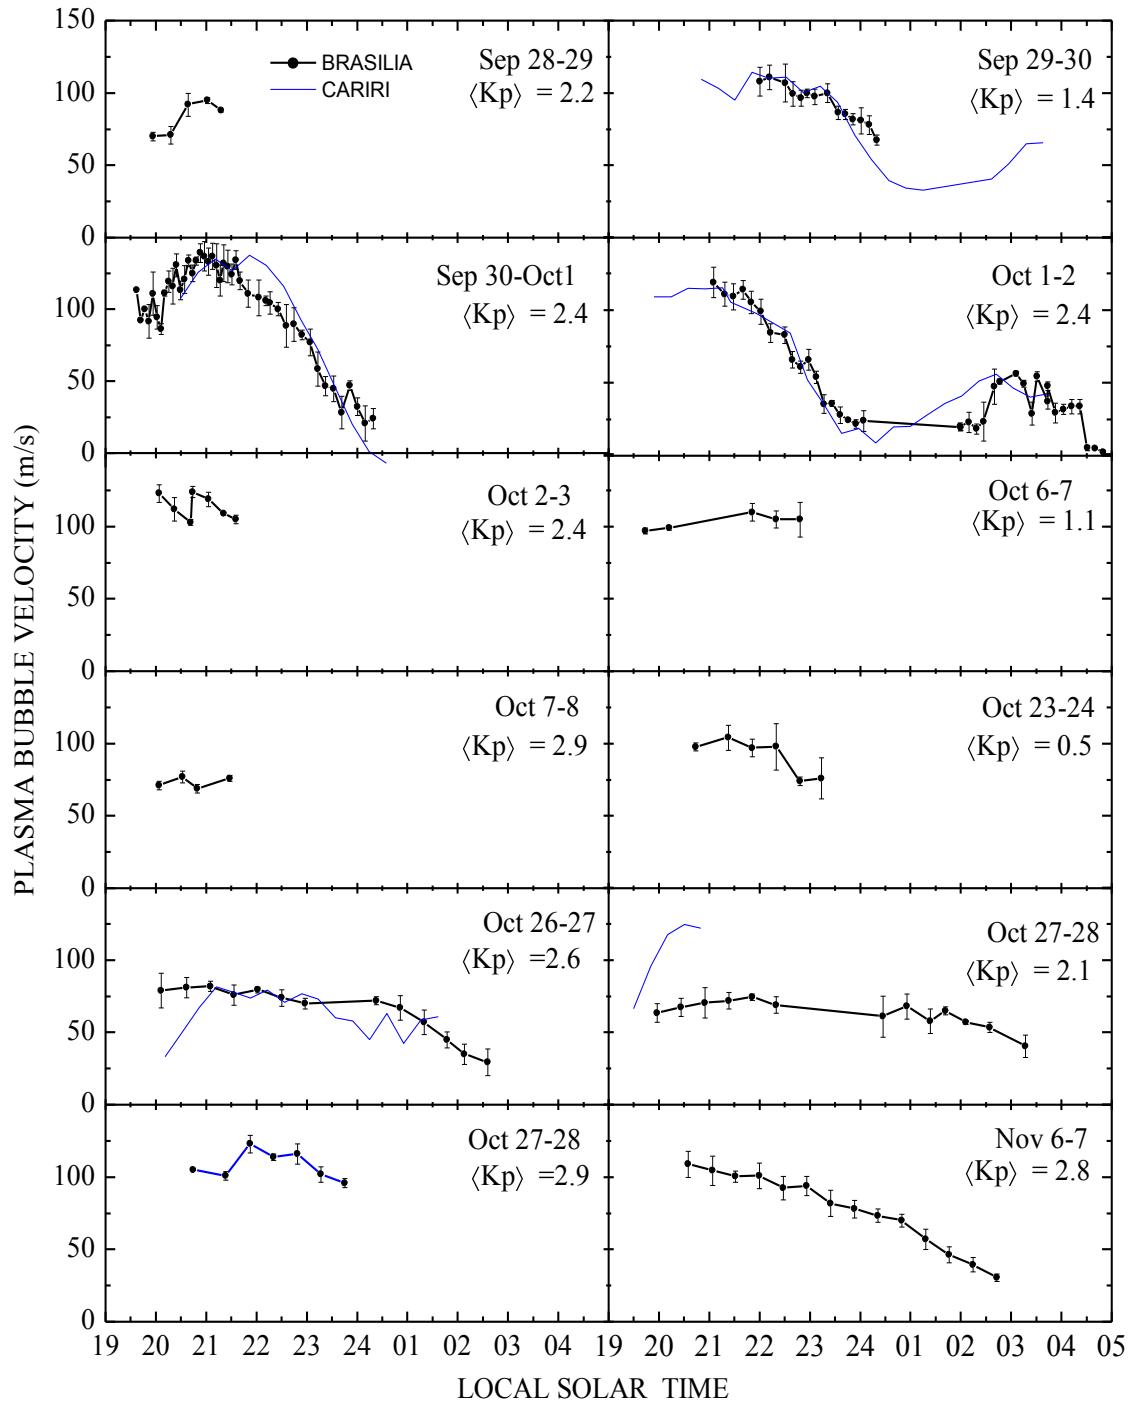 150
BRASILIA
CARIRI
Sep 28-29
⟨Kp⟩ = 2.2
Sep 29-30
⟨Kp⟩ = 1.4
100
50
0
Sep 30-Oct1
⟨Kp⟩ = 2.4
Oct 1-2
⟨Kp⟩ = 2.4
100
50
0
Oct 2-3
⟨Kp⟩ = 2.4
Oct 6-7
⟨Kp⟩ = 1.1
100
50
0
Oct 7-8
⟨Kp⟩ = 2.9
Oct 23-24
⟨Kp⟩ = 0.5
100
50
0
Oct 26-27
⟨Kp⟩ =2.6
Oct 27-28
⟨Kp⟩ = 2.1
100
50
0
Oct 27-28
⟨Kp⟩ =2.9
Nov 6-7
⟨Kp⟩ = 2.8
100
50
0
19 20 21 22 23 24 01 02 03 04 19 20 21 22 23 24 01 02 03 04 05
LOCAL SOLAR TIME
PLASMA BUBBLE VELOCITY (m/s)